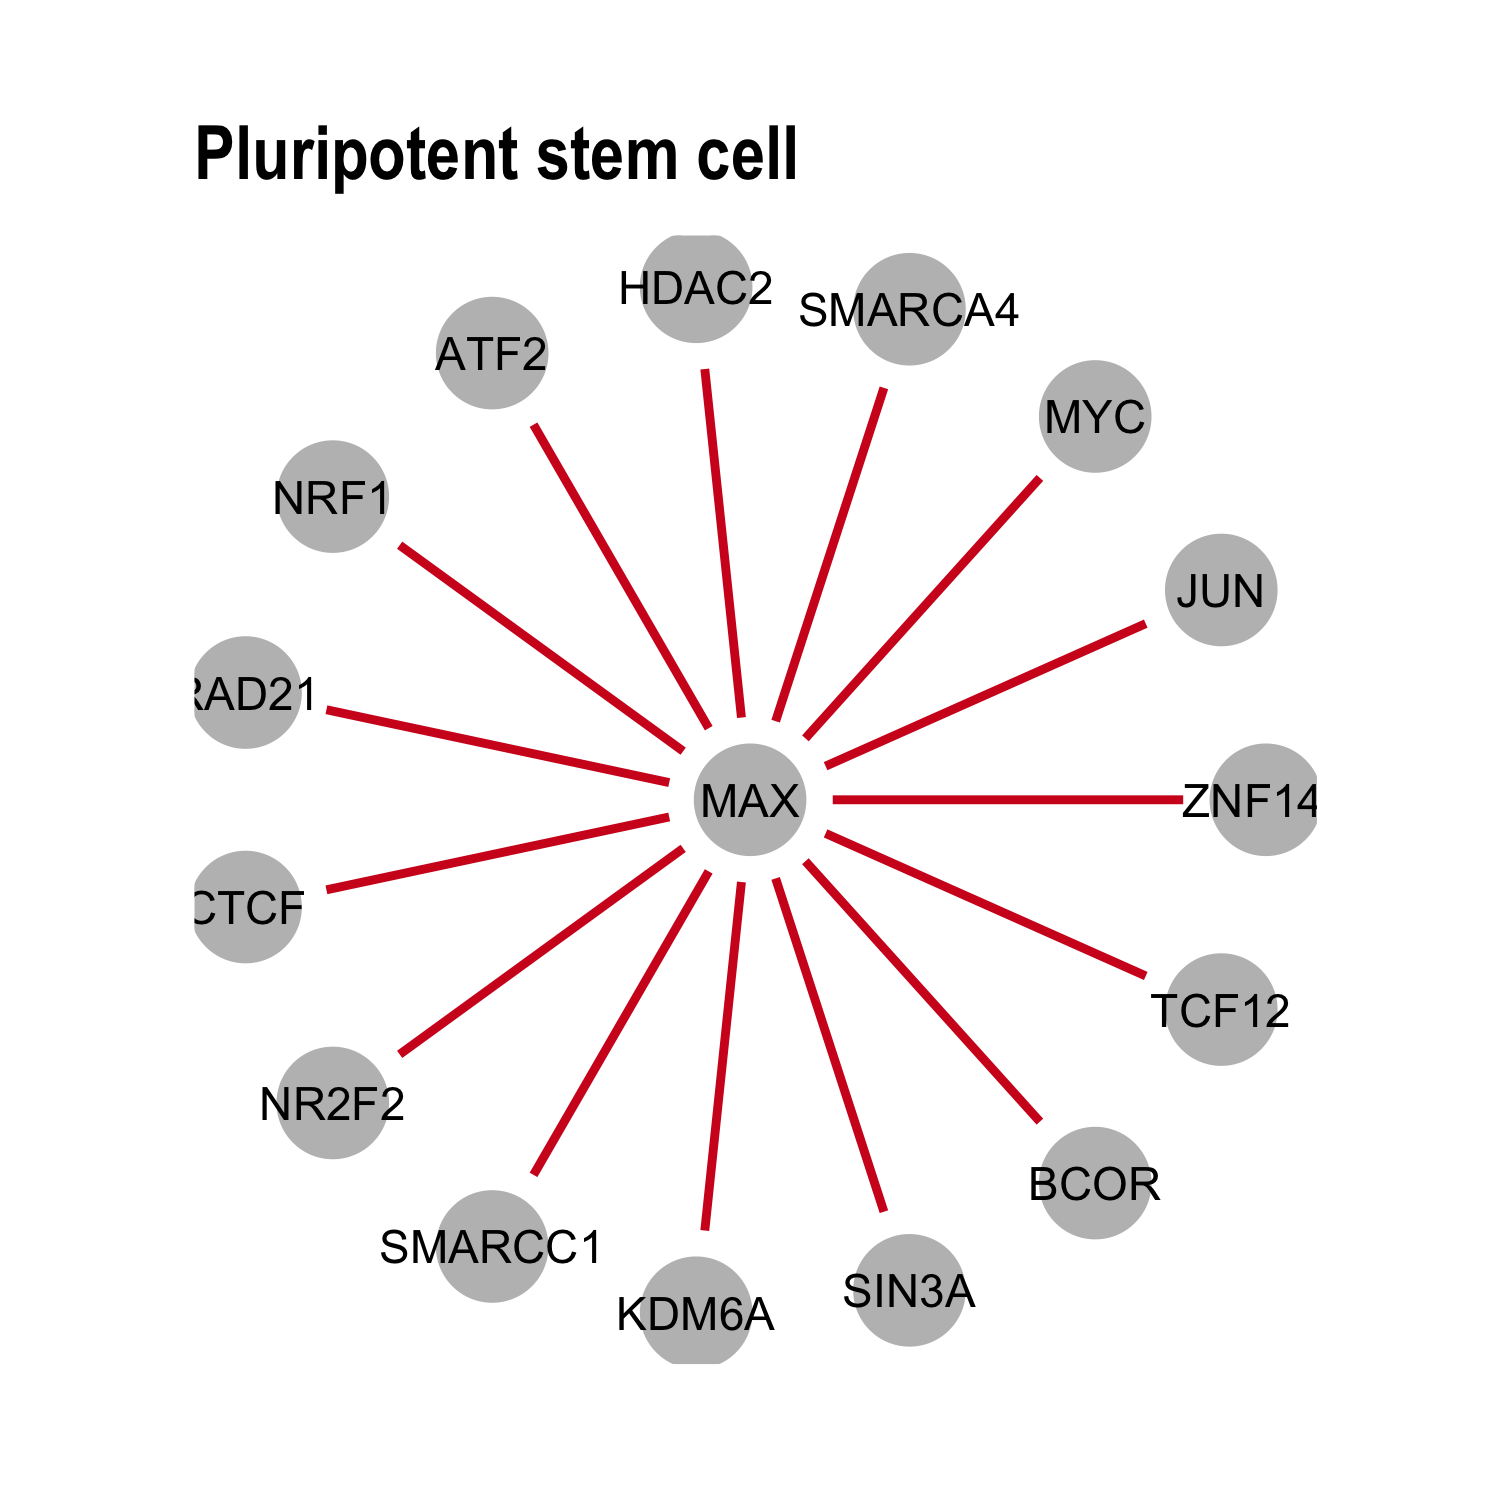 Pluripotent stem cell
HDAC2
SMARCA4
ATF2
MYC
NRF1
JUN
RAD21
MAX
ZNF14
CTCF
TCF12
NR2F2
BCOR
SMARCC1
SIN3A
KDM6A